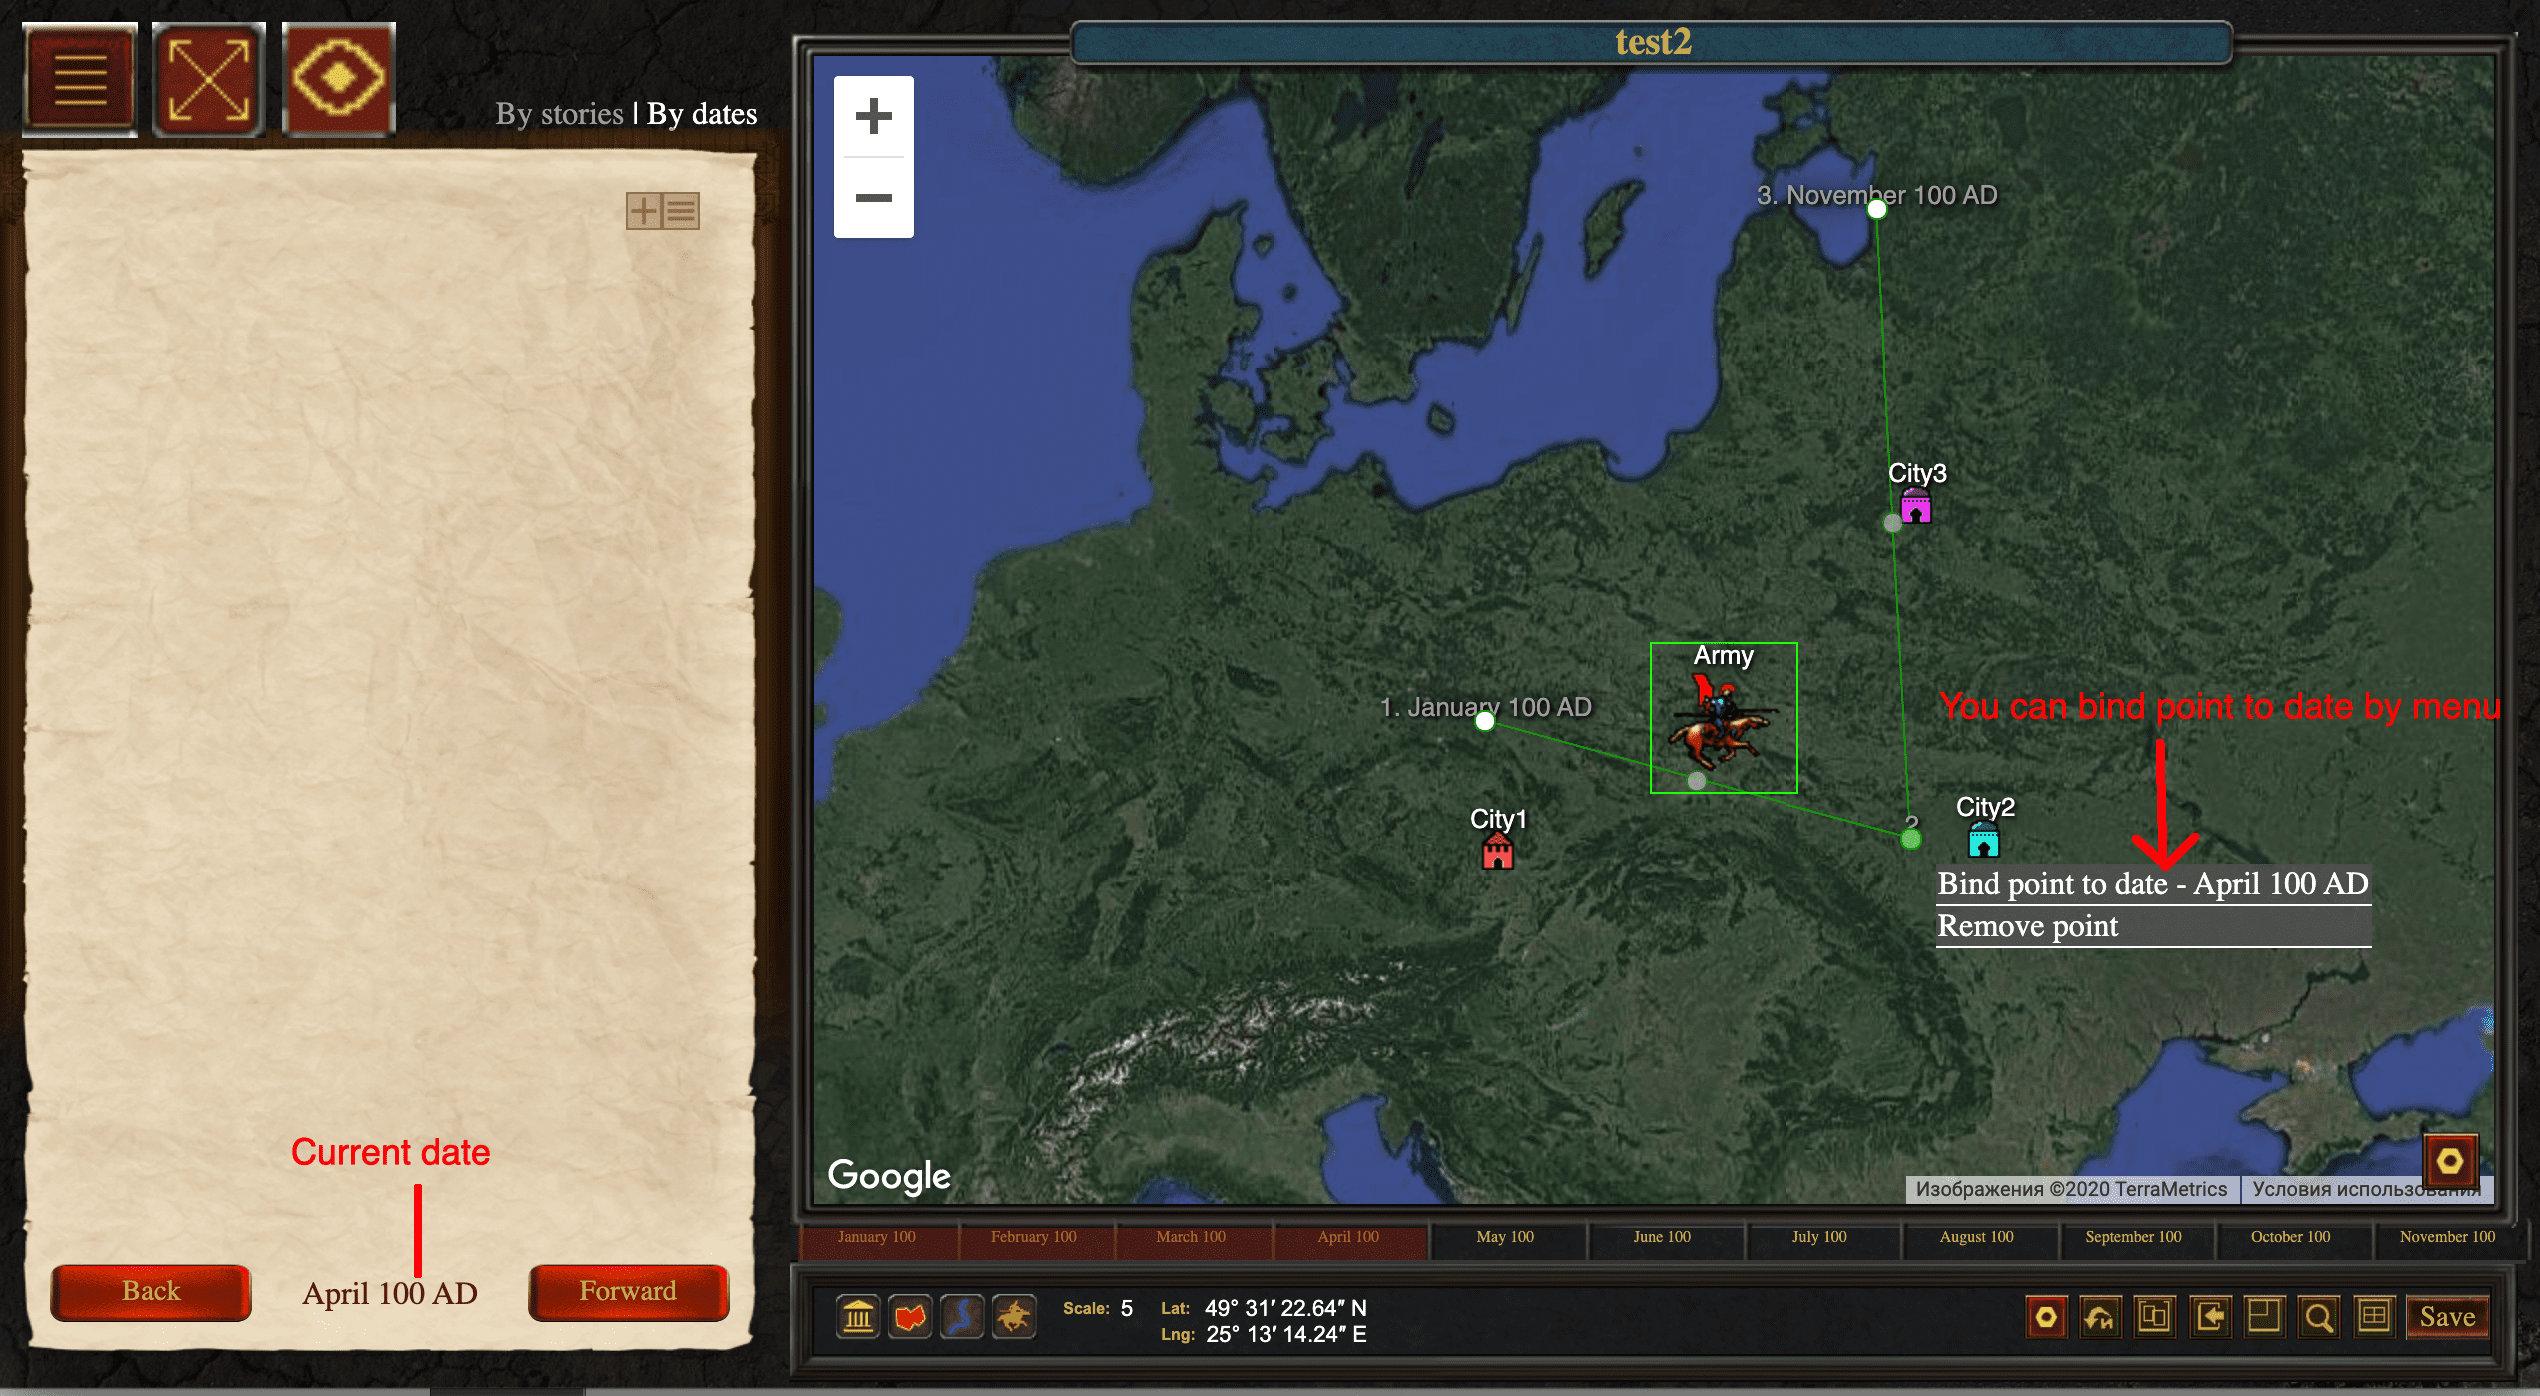 test2
By stories | By dates
3. November 100 AD
City3
Army
1. January 100 AD
You can bind point to date by menu
City1
City2
2
Bind point to date - April 100 AD
Remove point
Current date
Google
Изображения ©2020 TerraMetrics
Условия использования
January 100
February 100
March 100
April 100
May 100
June 100
July 100
August 100
September 100
October 100
November 100
Back
April 100 AD
Forward
Scale: 5
Lat: 49° 31′ 22.64″ N
Lng: 25° 13′ 14.24″ E
Save